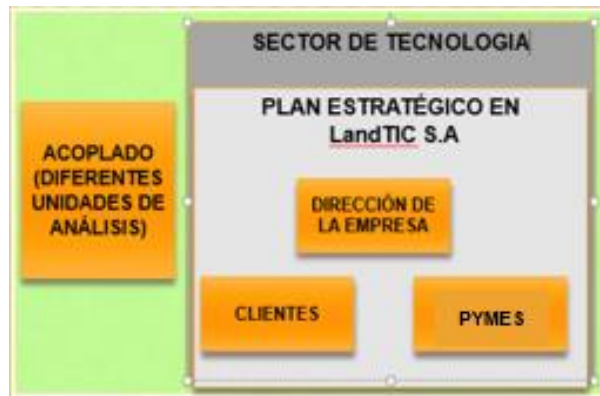 SECTOR DE TECNOLOGIA
PLAN ESTRATÉGICO EN
LandTIC S.A
ACOPLADO
(DIFERENTES
UNIDADES DE
ANÁLISIS)
DIRECCIÓN DE
LA EMPRESA
CLIENTES
PYMES